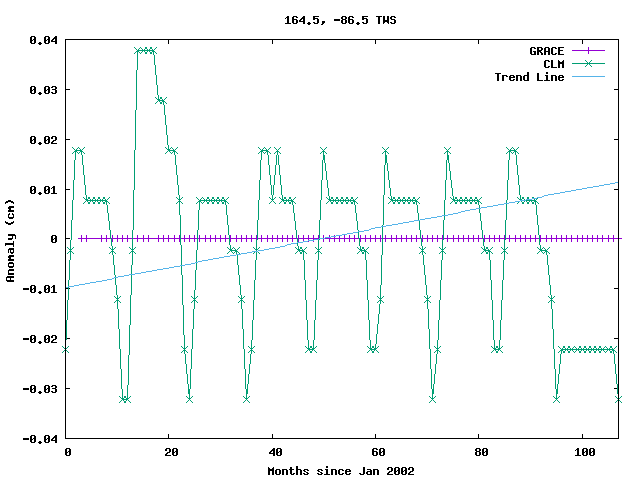 164.5, -86.5 TWS
GRACE
CLM
Trend Line
0.04
0.03
0.02
0.01
0
-0.01
-0.02
-0.03
-0.04
Anomaly (cm)
0 20 40 60 80 100
Months since Jan 2002